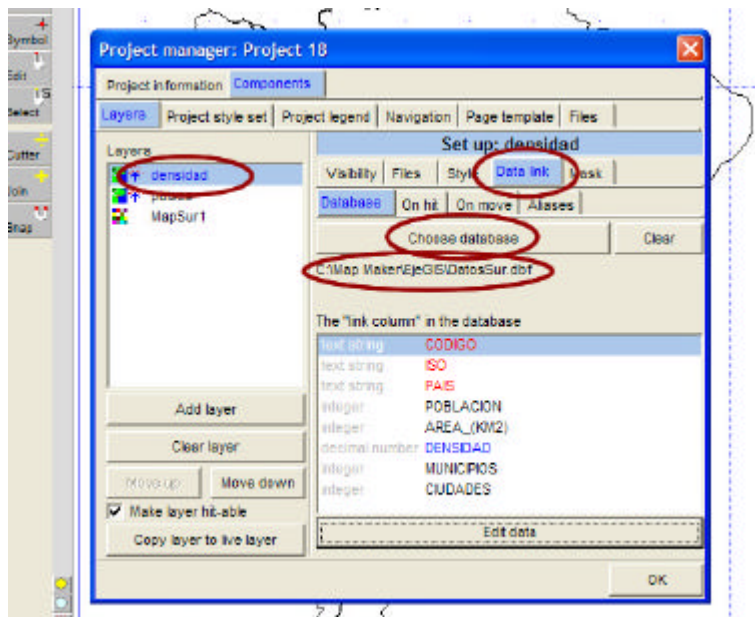 Symbol
Edit
Select
Cutter
Join
Snap
Project manager: Project 18
Project information Components
Layers Project style set Project legend Navigation Page template Files
Layers
densidad
MapSur1
Add layer
Clear layer
Move up Move down
Make layer hit-able
Copy layer to live layer
Set up: densidad
Visibility Files Style Data link Mask
Database On hit On move Aliases
Choose database Clear
C:\Map Maker\EjeGIS\DatosSur.dbf
The "link column" in the database
text string CODIGO
text string ISO
text string PAIS
integer POBLACION
integer AREA_(KM2)
decimal number DENSIDAD
integer MUNICIPIOS
integer CIUDADES
Edit data
OK